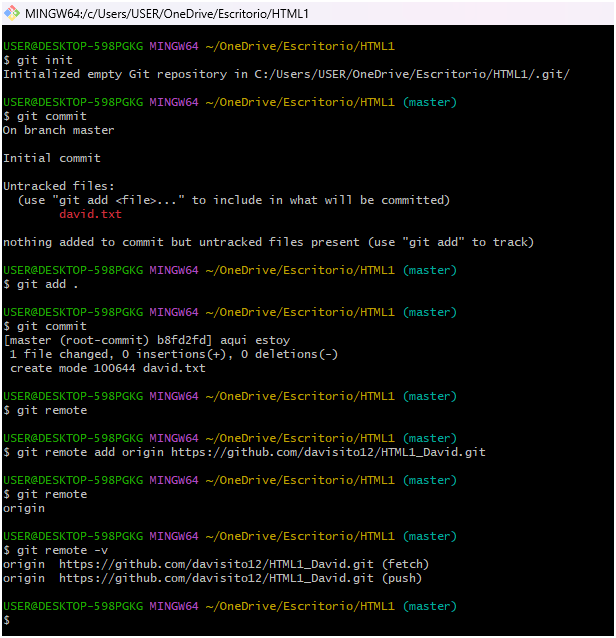 MINGW64:/c/Users/USER/OneDrive/Escritorio/HTML1
USER@DESKTOP-598PGKG MINGW64 ~/OneDrive/Escritorio/HTML1
$ git init
Initialized empty Git repository in C:/Users/USER/OneDrive/Escritorio/HTML1/.git/
USER@DESKTOP-598PGKG MINGW64 ~/OneDrive/Escritorio/HTML1 (master)
$ git commit
On branch master
Initial commit
Untracked files:
  (use "git add <file>..." to include in what will be committed)
        david.txt
nothing added to commit but untracked files present (use "git add" to track)
USER@DESKTOP-598PGKG MINGW64 ~/OneDrive/Escritorio/HTML1 (master)
$ git add .
USER@DESKTOP-598PGKG MINGW64 ~/OneDrive/Escritorio/HTML1 (master)
$ git commit
[master (root-commit) b8fd2fd] aqui estoy
 1 file changed, 0 insertions(+), 0 deletions(-)
 create mode 100644 david.txt
USER@DESKTOP-598PGKG MINGW64 ~/OneDrive/Escritorio/HTML1 (master)
$ git remote
USER@DESKTOP-598PGKG MINGW64 ~/OneDrive/Escritorio/HTML1 (master)
$ git remote add origin https://github.com/davisito12/HTML1_David.git
USER@DESKTOP-598PGKG MINGW64 ~/OneDrive/Escritorio/HTML1 (master)
$ git remote
origin
USER@DESKTOP-598PGKG MINGW64 ~/OneDrive/Escritorio/HTML1 (master)
$ git remote -v
origin  https://github.com/davisito12/HTML1_David.git (fetch)
origin  https://github.com/davisito12/HTML1_David.git (push)
USER@DESKTOP-598PGKG MINGW64 ~/OneDrive/Escritorio/HTML1 (master)
$